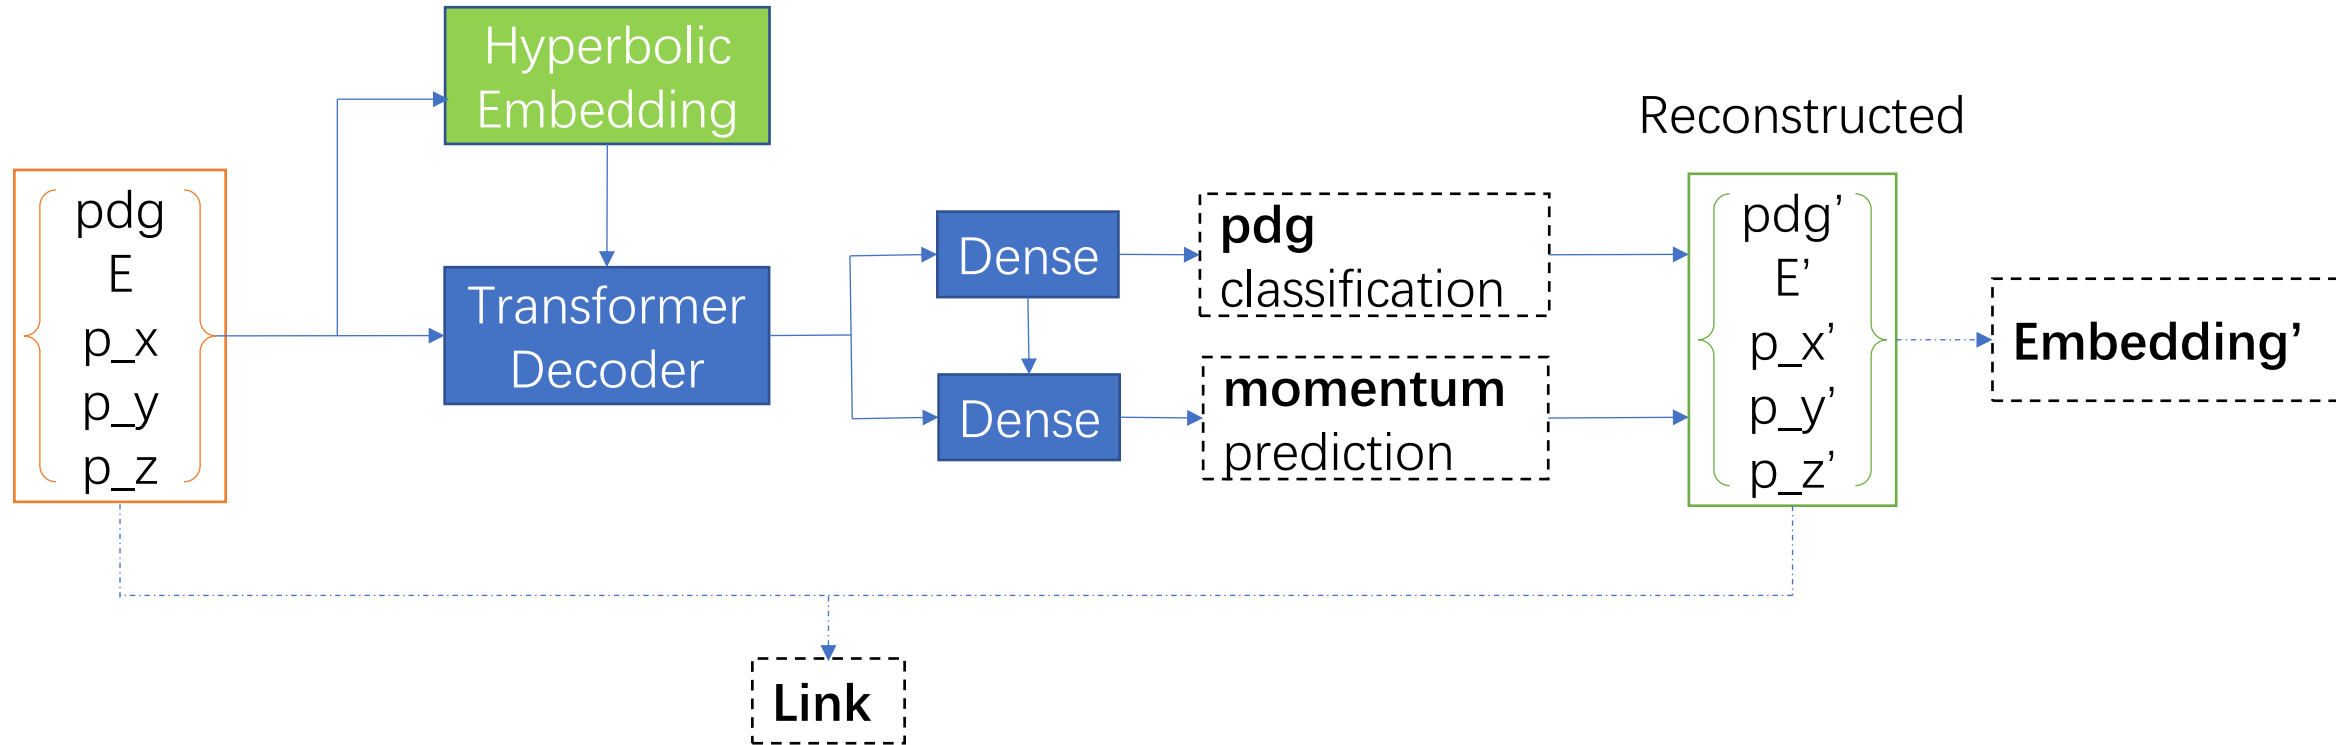 Hyperbolic
Embedding
Reconstructed
pdg
E
p_x
p_y
p_z
Transformer
Decoder
Dense
Dense
pdg
classification
momentum
prediction
pdg’
E’
p_x’
p_y’
p_z’
Embedding’
Link